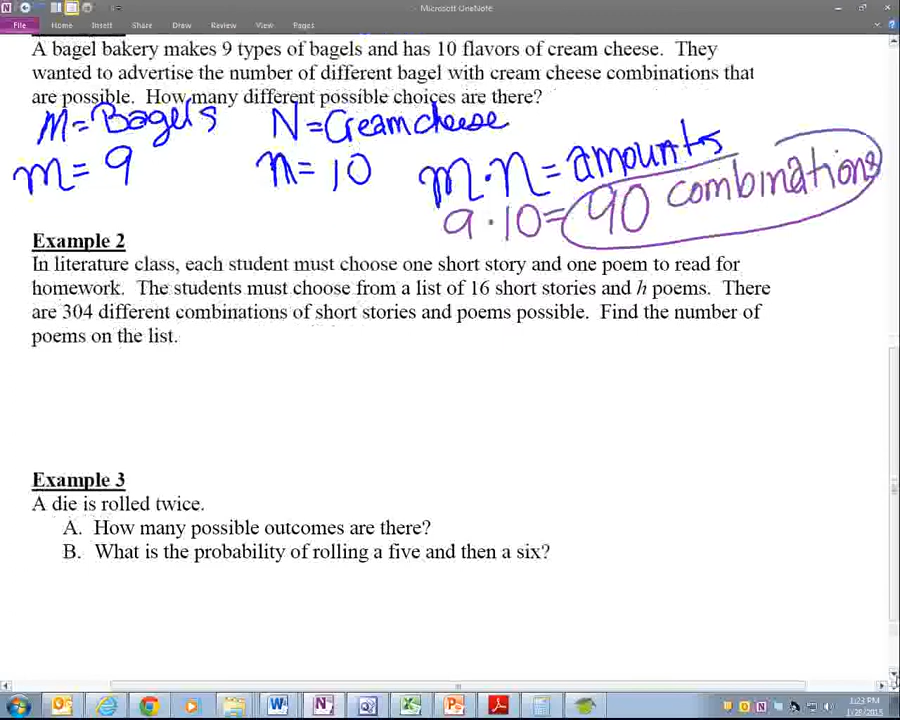 Microsoft OneNote
File Home Insert Share Draw Review View Pages
A bagel bakery makes 9 types of bagels and has 10 flavors of cream cheese. They
wanted to advertise the number of different bagel with cream cheese combinations that
are possible. How many different possible choices are there?
M=Bagels N=Creamcheese
m=9 n=10 m·n=amounts
9·10=90 combinations
Example 2
In literature class, each student must choose one short story and one poem to read for
homework. The students must choose from a list of 16 short stories and h poems. There
are 304 different combinations of short stories and poems possible. Find the number of
poems on the list.
Example 3
A die is rolled twice.
A. How many possible outcomes are there?
B. What is the probability of rolling a five and then a six?
1:23 PM